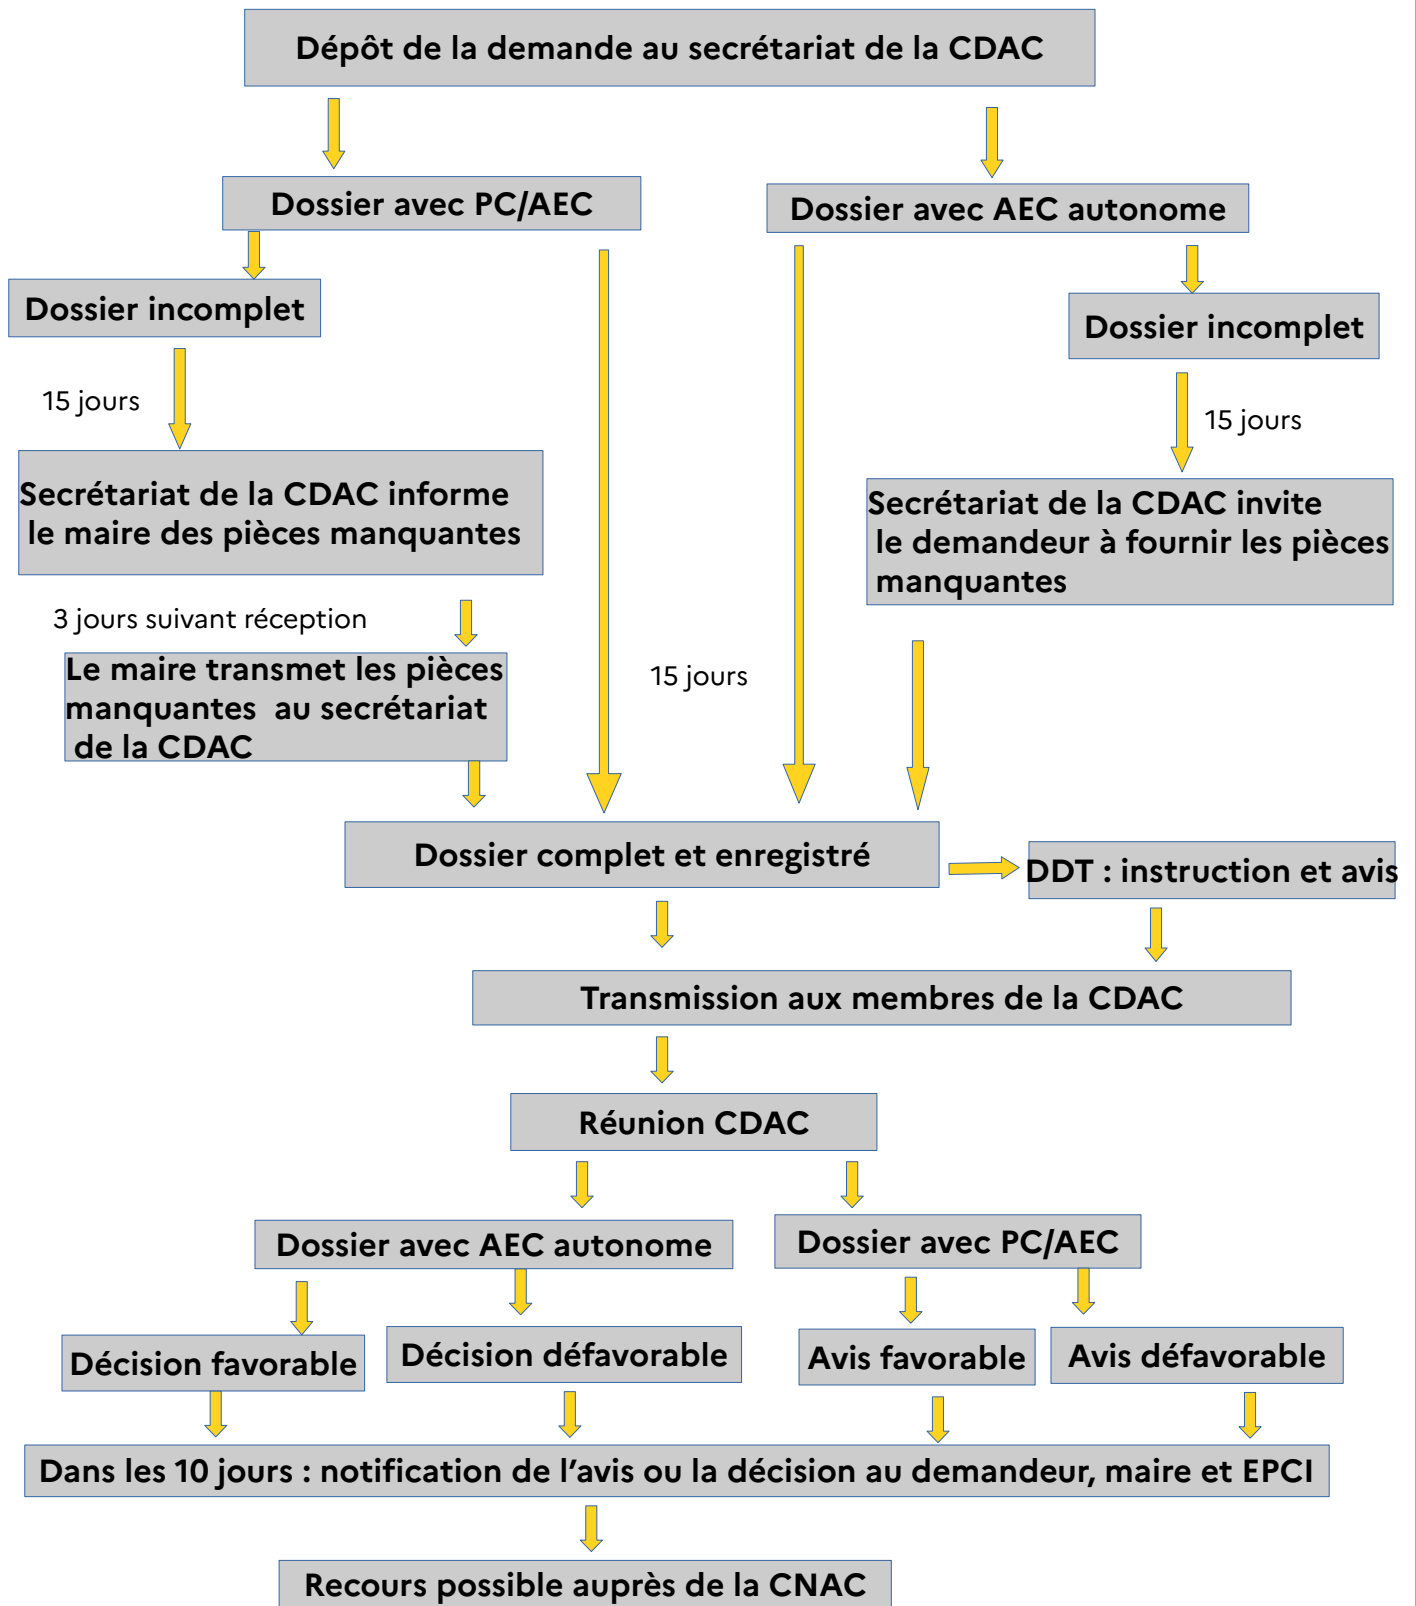 Dépôt de la demande au secrétariat de la CDAC
Dossier avec PC/AEC
Dossier avec AEC autonome
Dossier incomplet
Dossier incomplet
15 jours
15 jours
Secrétariat de la CDAC informe
le maire des pièces manquantes
Secrétariat de la CDAC invite
le demandeur à fournir les pièces
manquantes
3 jours suivant réception
Le maire transmet les pièces
manquantes au secrétariat
de la CDAC
15 jours
Dossier complet et enregistré
DDT : instruction et avis
Transmission aux membres de la CDAC
Réunion CDAC
Dossier avec AEC autonome
Dossier avec PC/AEC
Décision favorable
Décision défavorable
Avis favorable
Avis défavorable
Dans les 10 jours : notification de l’avis ou la décision au demandeur, maire et EPCI
Recours possible auprès de la CNAC